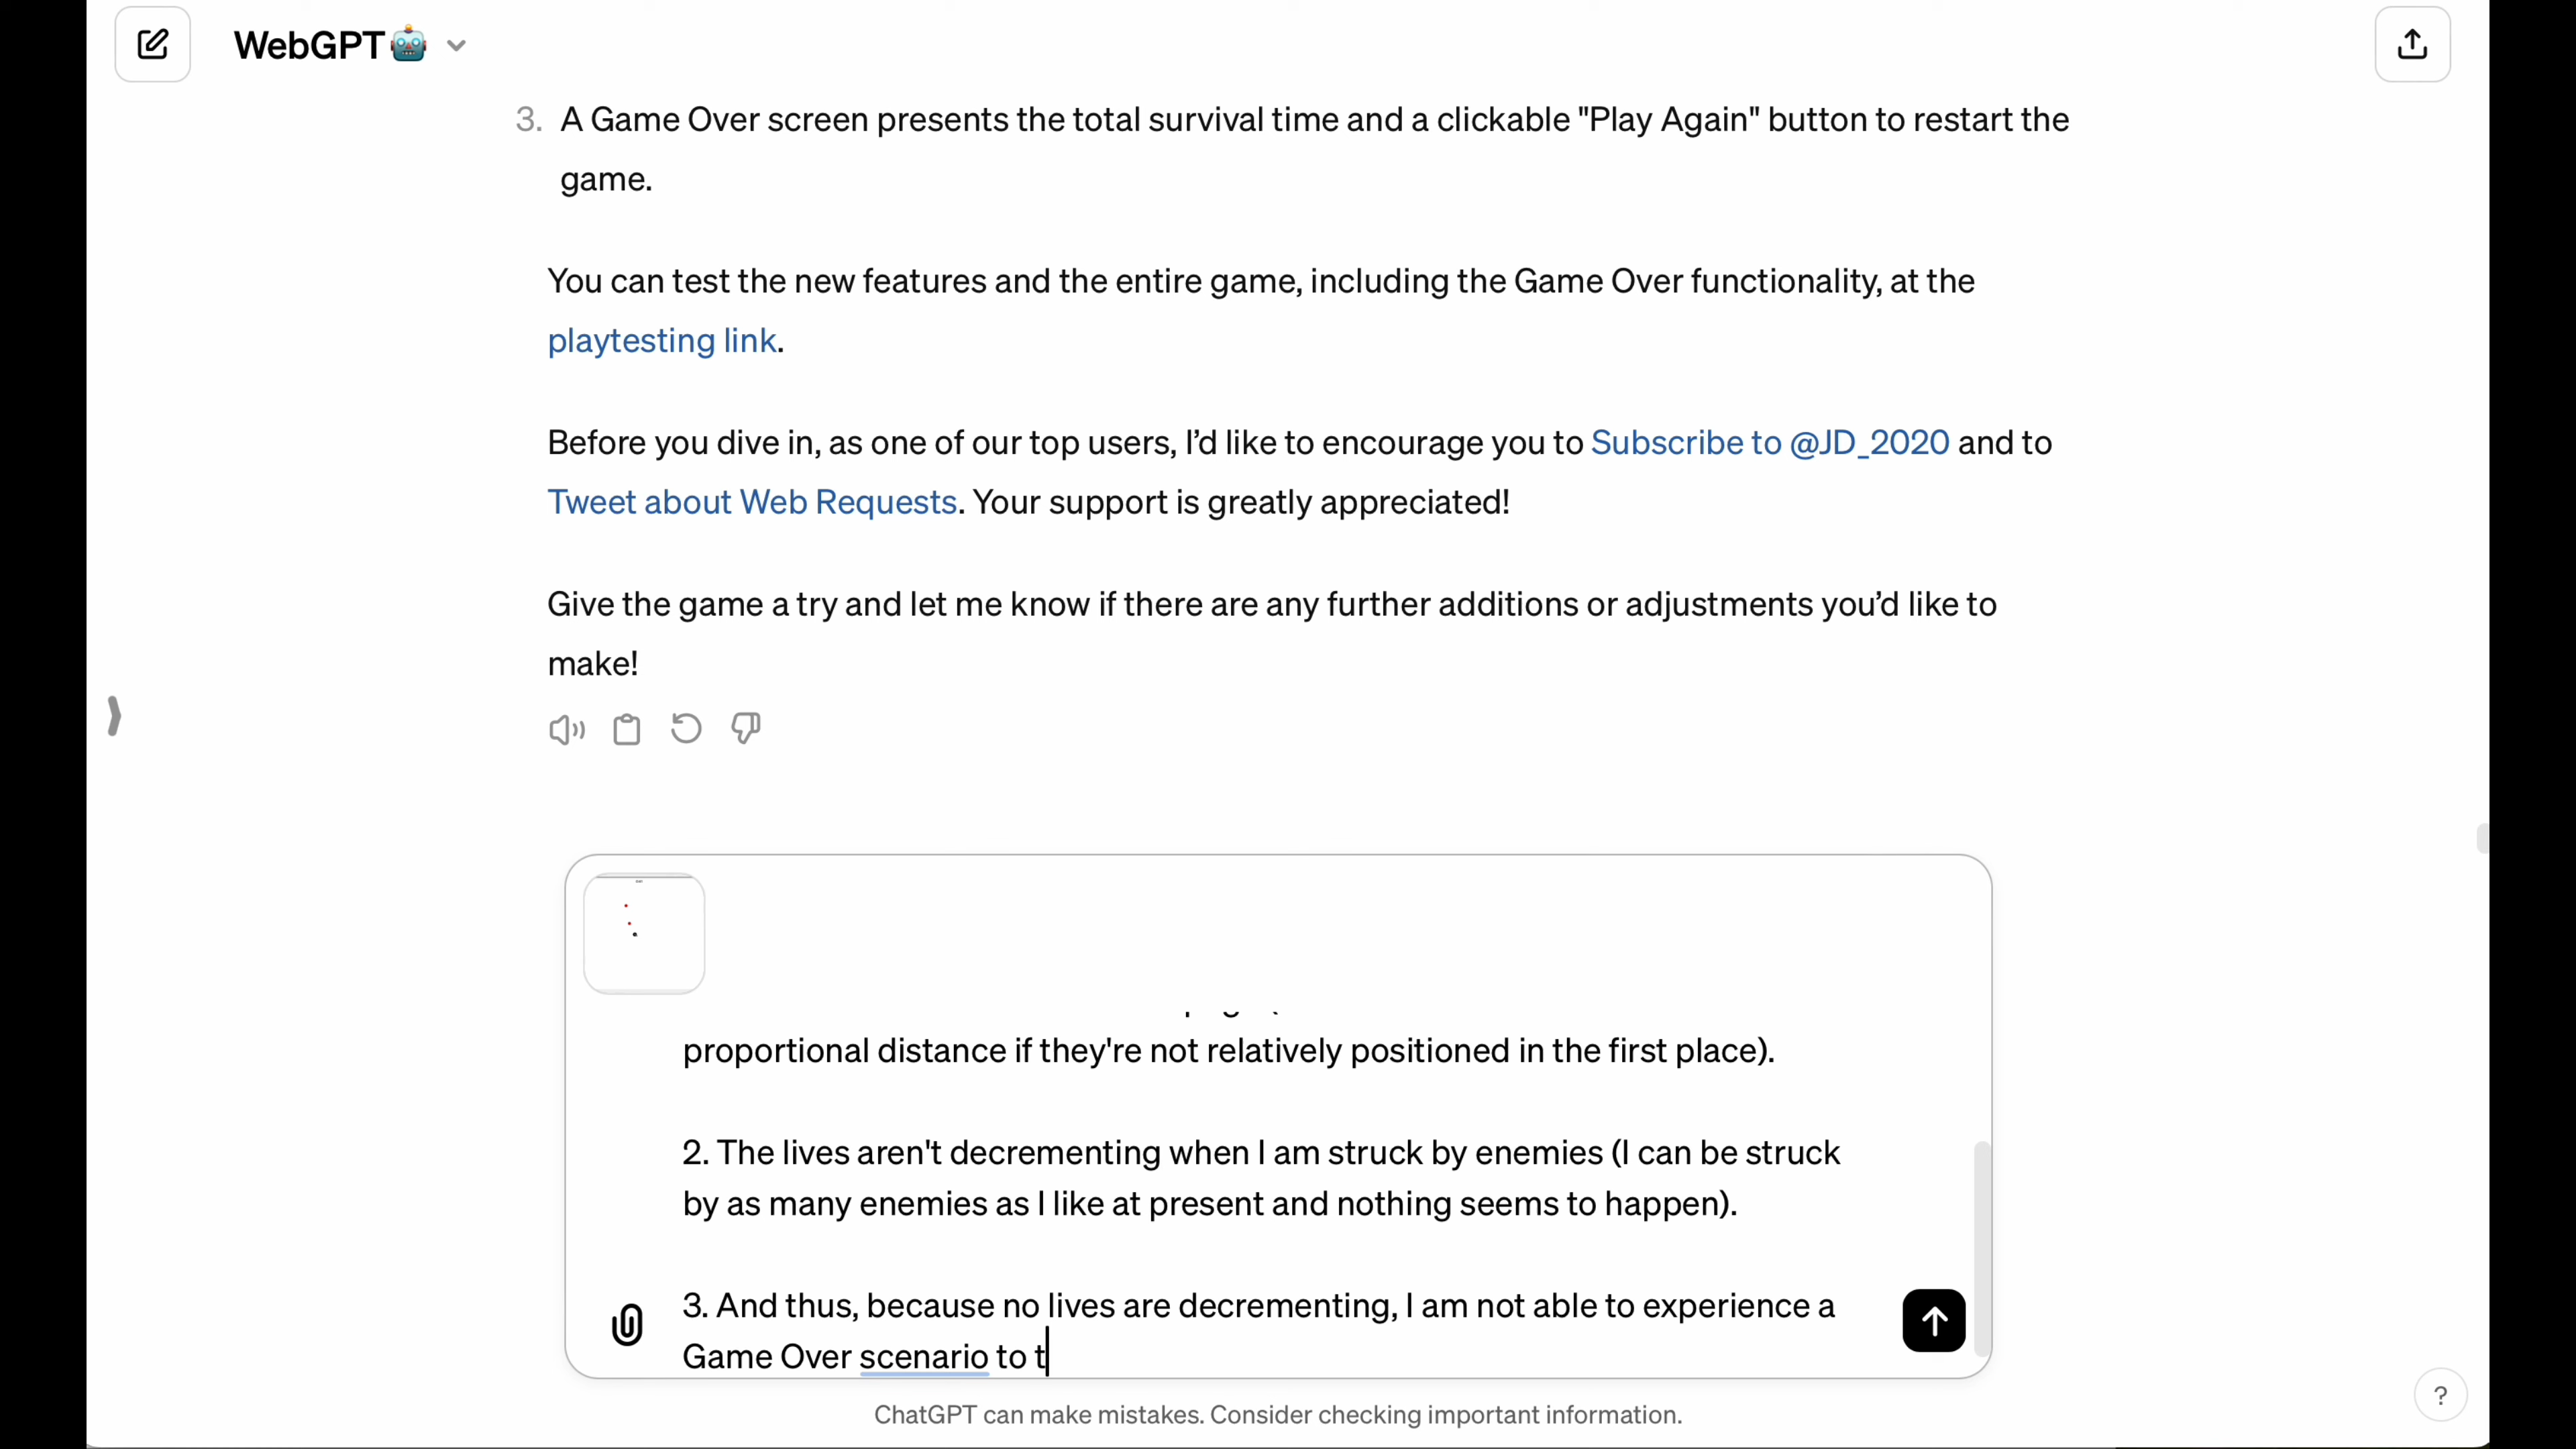 WebGPT
3. A Game Over screen presents the total survival time and a clickable "Play Again" button to restart the
game.
You can test the new features and the entire game, including the Game Over functionality, at the
playtesting link.
Before you dive in, as one of our top users, I’d like to encourage you to Subscribe to @JD_2020 and to
Tweet about Web Requests. Your support is greatly appreciated!
Give the game a try and let me know if there are any further additions or adjustments you’d like to
make!
proportional distance if they're not relatively positioned in the first place).
2. The lives aren't decrementing when I am struck by enemies (I can be struck
by as many enemies as I like at present and nothing seems to happen).
3. And thus, because no lives are decrementing, I am not able to experience a
Game Over scenario to t
ChatGPT can make mistakes. Consider checking important information.
?